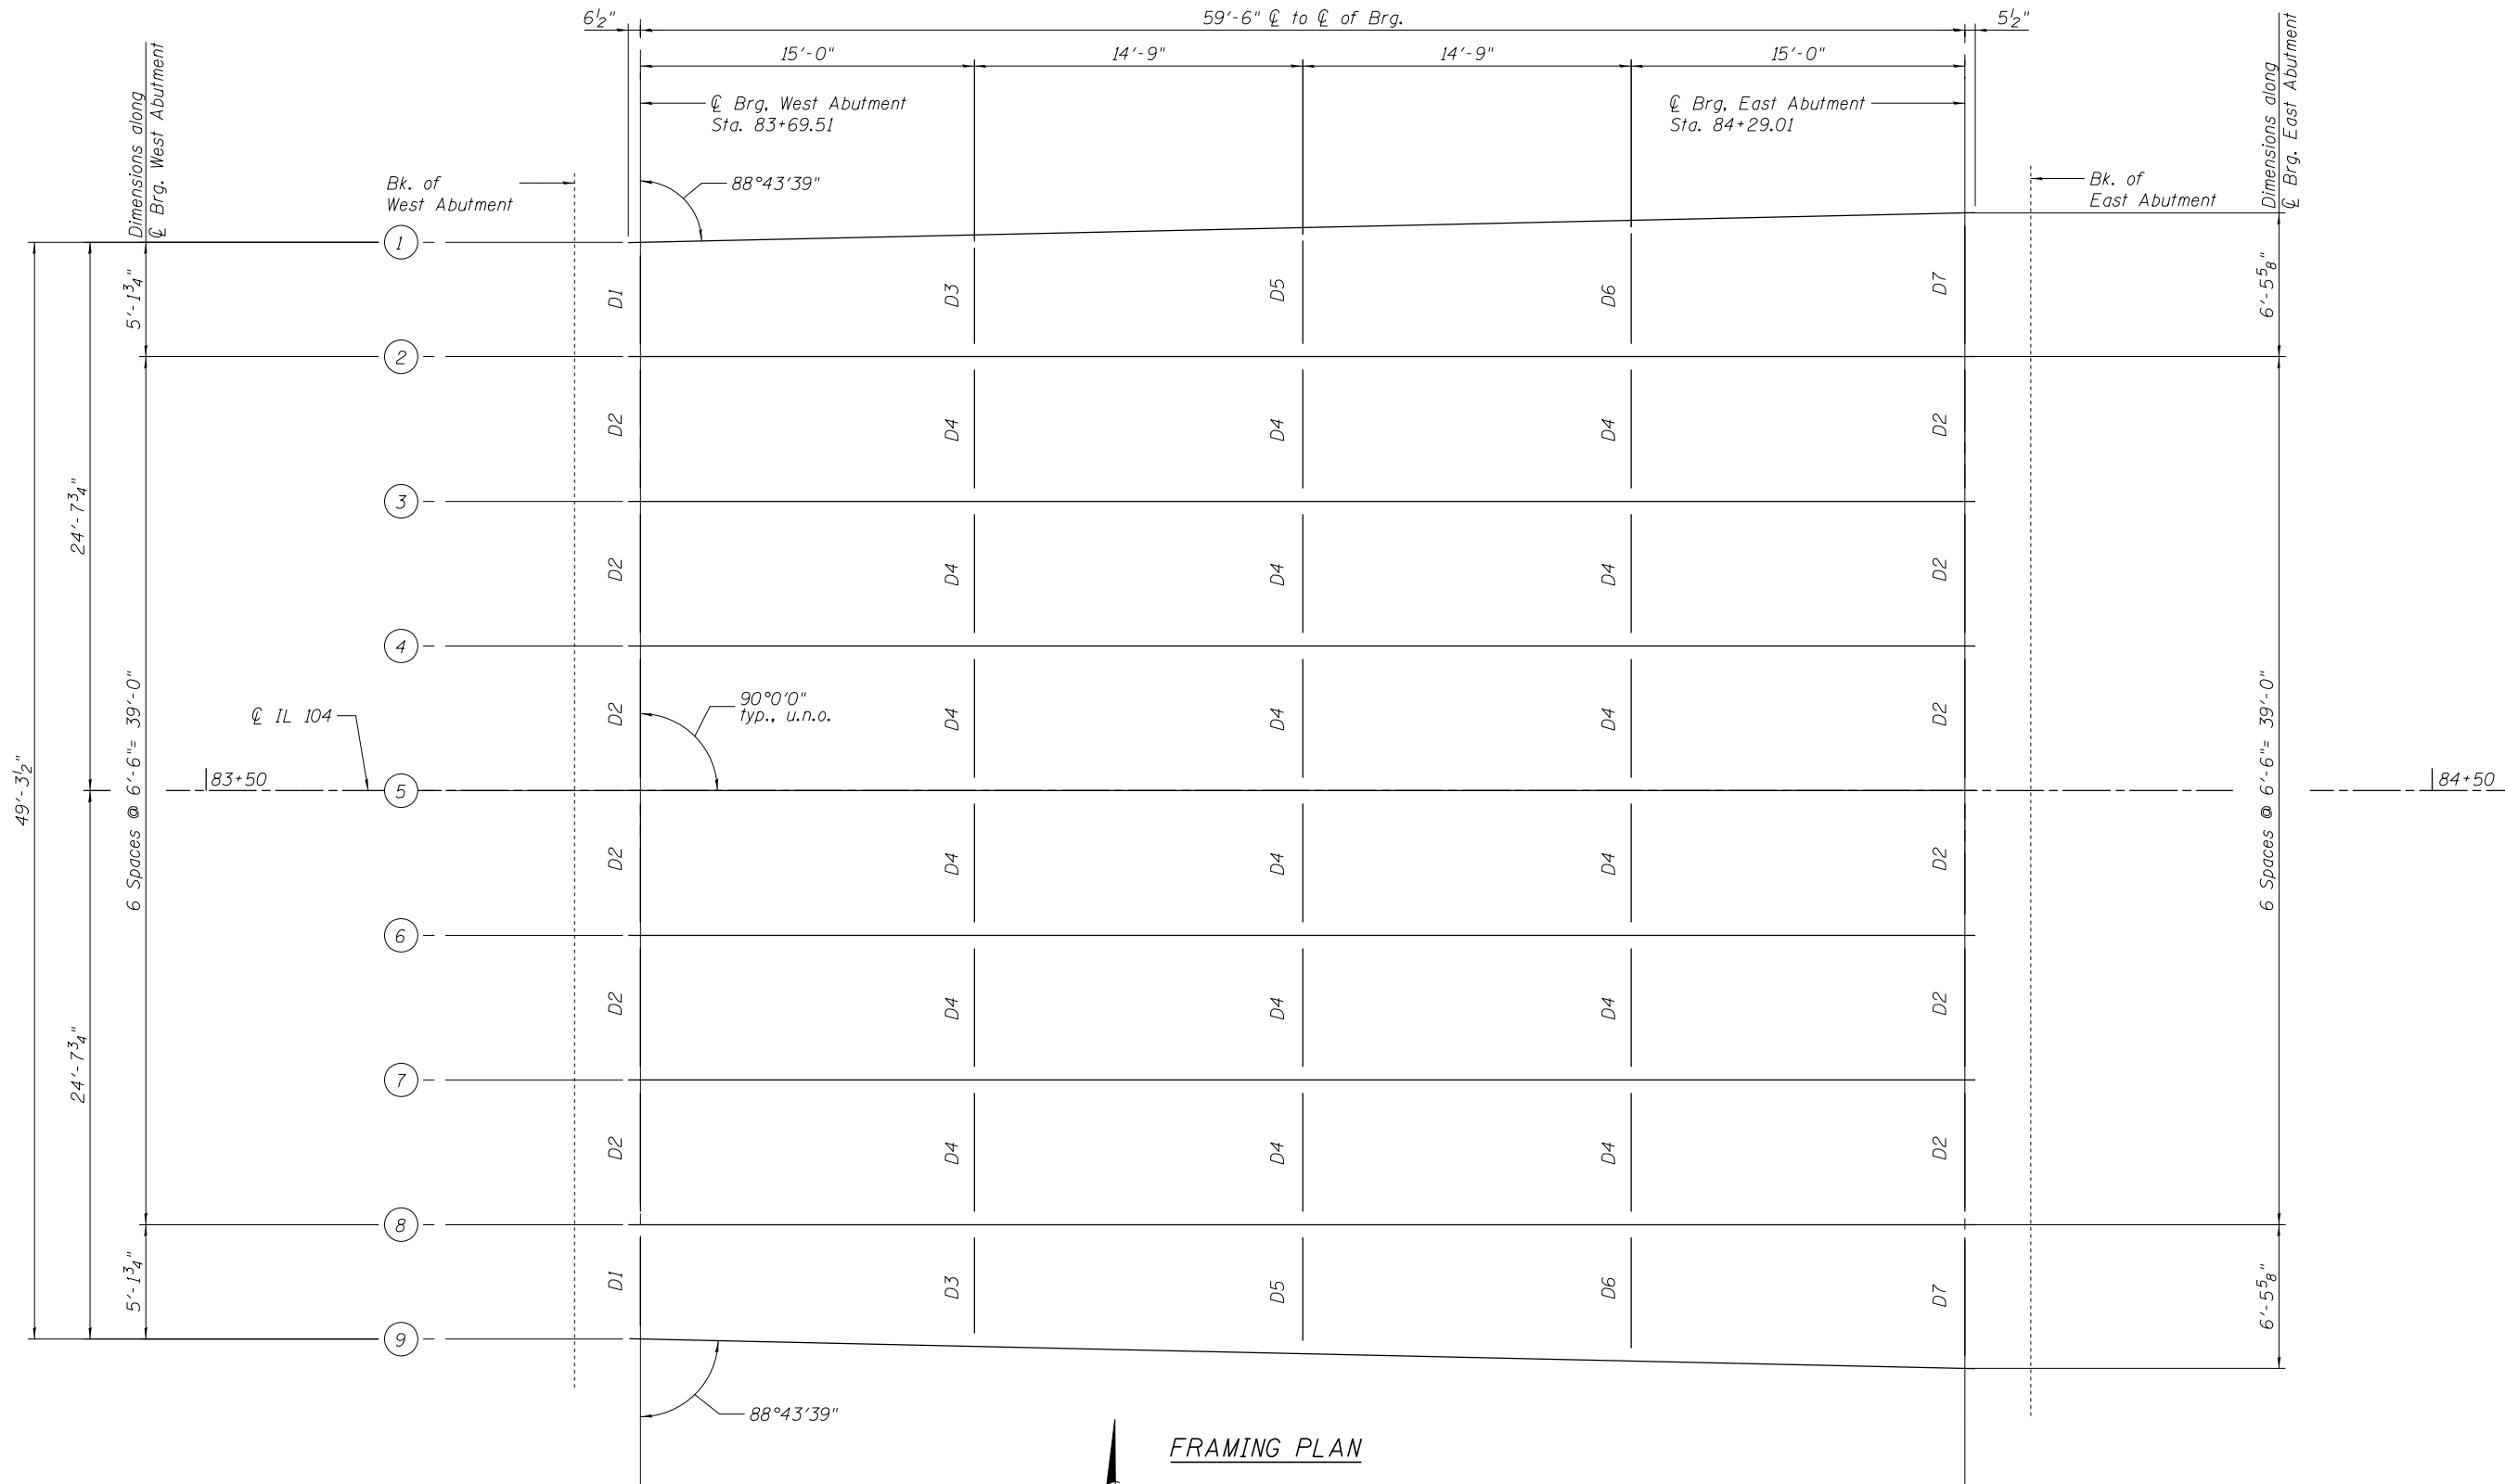 6½" 59'-6" ℄ to ℄ of Brg. 5½"
15'-0" 14'-9" 14'-9" 15'-0"
Dimensions along
℄ Brg. West Abutment
℄ Brg, West Abutment
Sta. 83+69.51
℄ Brg, East Abutment
Sta. 84+29.01
Dimensions along
℄ Brg. East Abutment
Bk. of
West Abutment
88°43'39"
Bk. of
East Abutment
1
5'-1¾" D1 D3 D5 D6 D7 6'-5⅝"
2
D2 D4 D4 D4 D2
24'-7¾"
3
D2 D4 D4 D4 D2
4
49'-3½"
6 Spaces @ 6'-6"= 39'-0"
℄ IL 104
D2 D4 D4 D4 D2
90°0'0"
typ., u.n.o.
6 Spaces @ 6'-6"= 39'-0"
83+50 5 84+50
D2 D4 D4 D4 D2
6
D2 D4 D4 D4 D2
24'-7¾"
7
D2 D4 D4 D4 D2
8
5'-1¾" D1 D3 D5 D6 D7 6'-5⅝"
9
88°43'39"
FRAMING PLAN